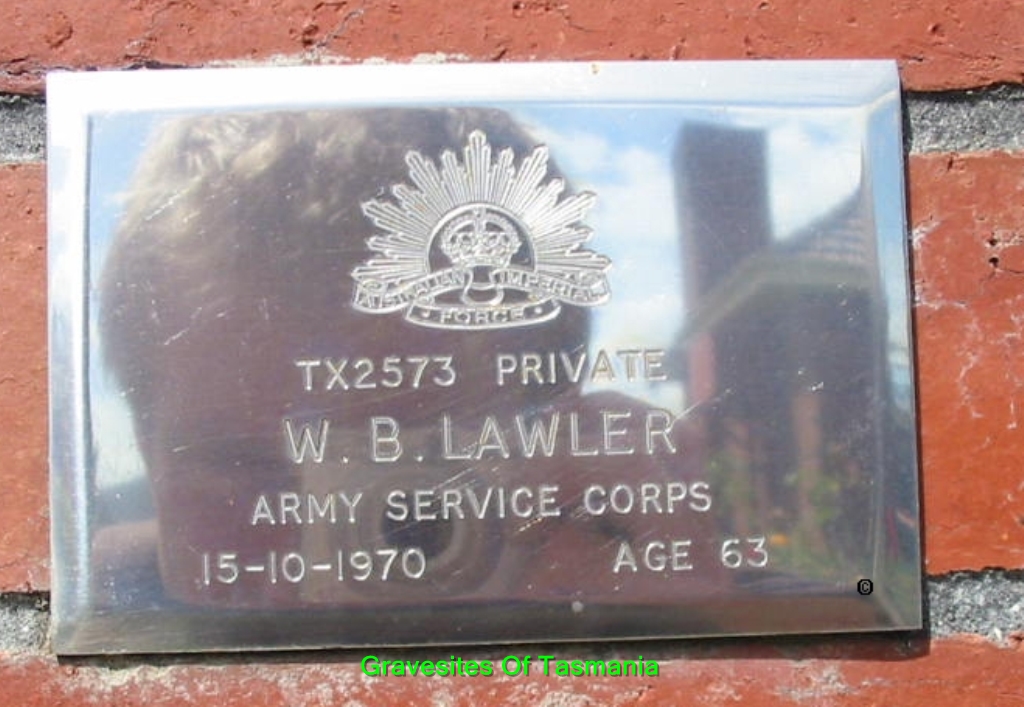 AUSTRALIAN IMPERIAL
• FORCE •
TX2573 PRIVATE
W. B. LAWLER
ARMY SERVICE CORPS
15-10-1970 AGE 63
©
Gravesites Of Tasmania